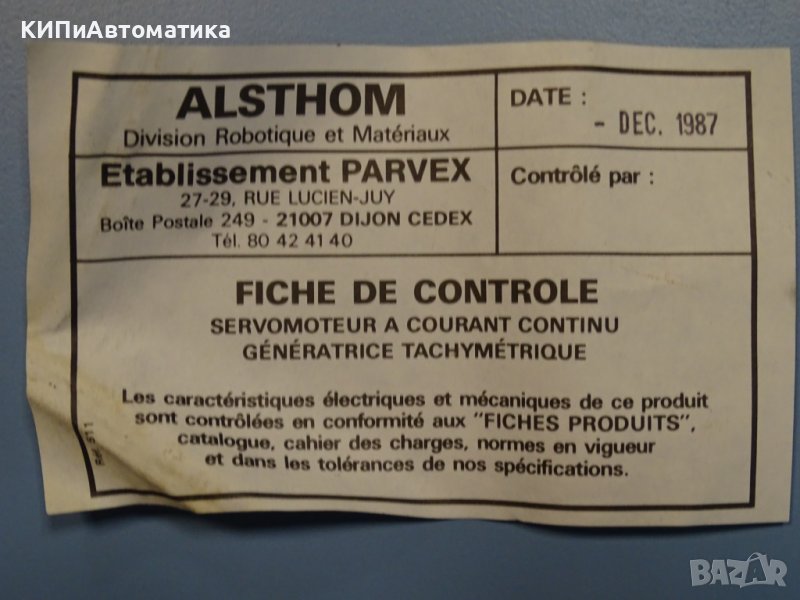 КИПиАвтоматика
ALSTHOM
Division Robotique et Matériaux
DATE :
- DEC. 1987
Etablissement PARVEX
27-29, RUE LUCIEN-JUY
Boîte Postale 249 - 21007 DIJON CEDEX
Tél. 80 42 41 40
Contrôlé par :
FICHE DE CONTROLE
SERVOMOTEUR A COURANT CONTINU
GÉNÉRATRICE TACHYMÉTRIQUE
Les caractéristiques électriques et mécaniques de ce produit
sont contrôlées en conformité aux "FICHES PRODUITS",
catalogue, cahier des charges, normes en vigueur
et dans les tolérances de nos spécifications.
BAZAR